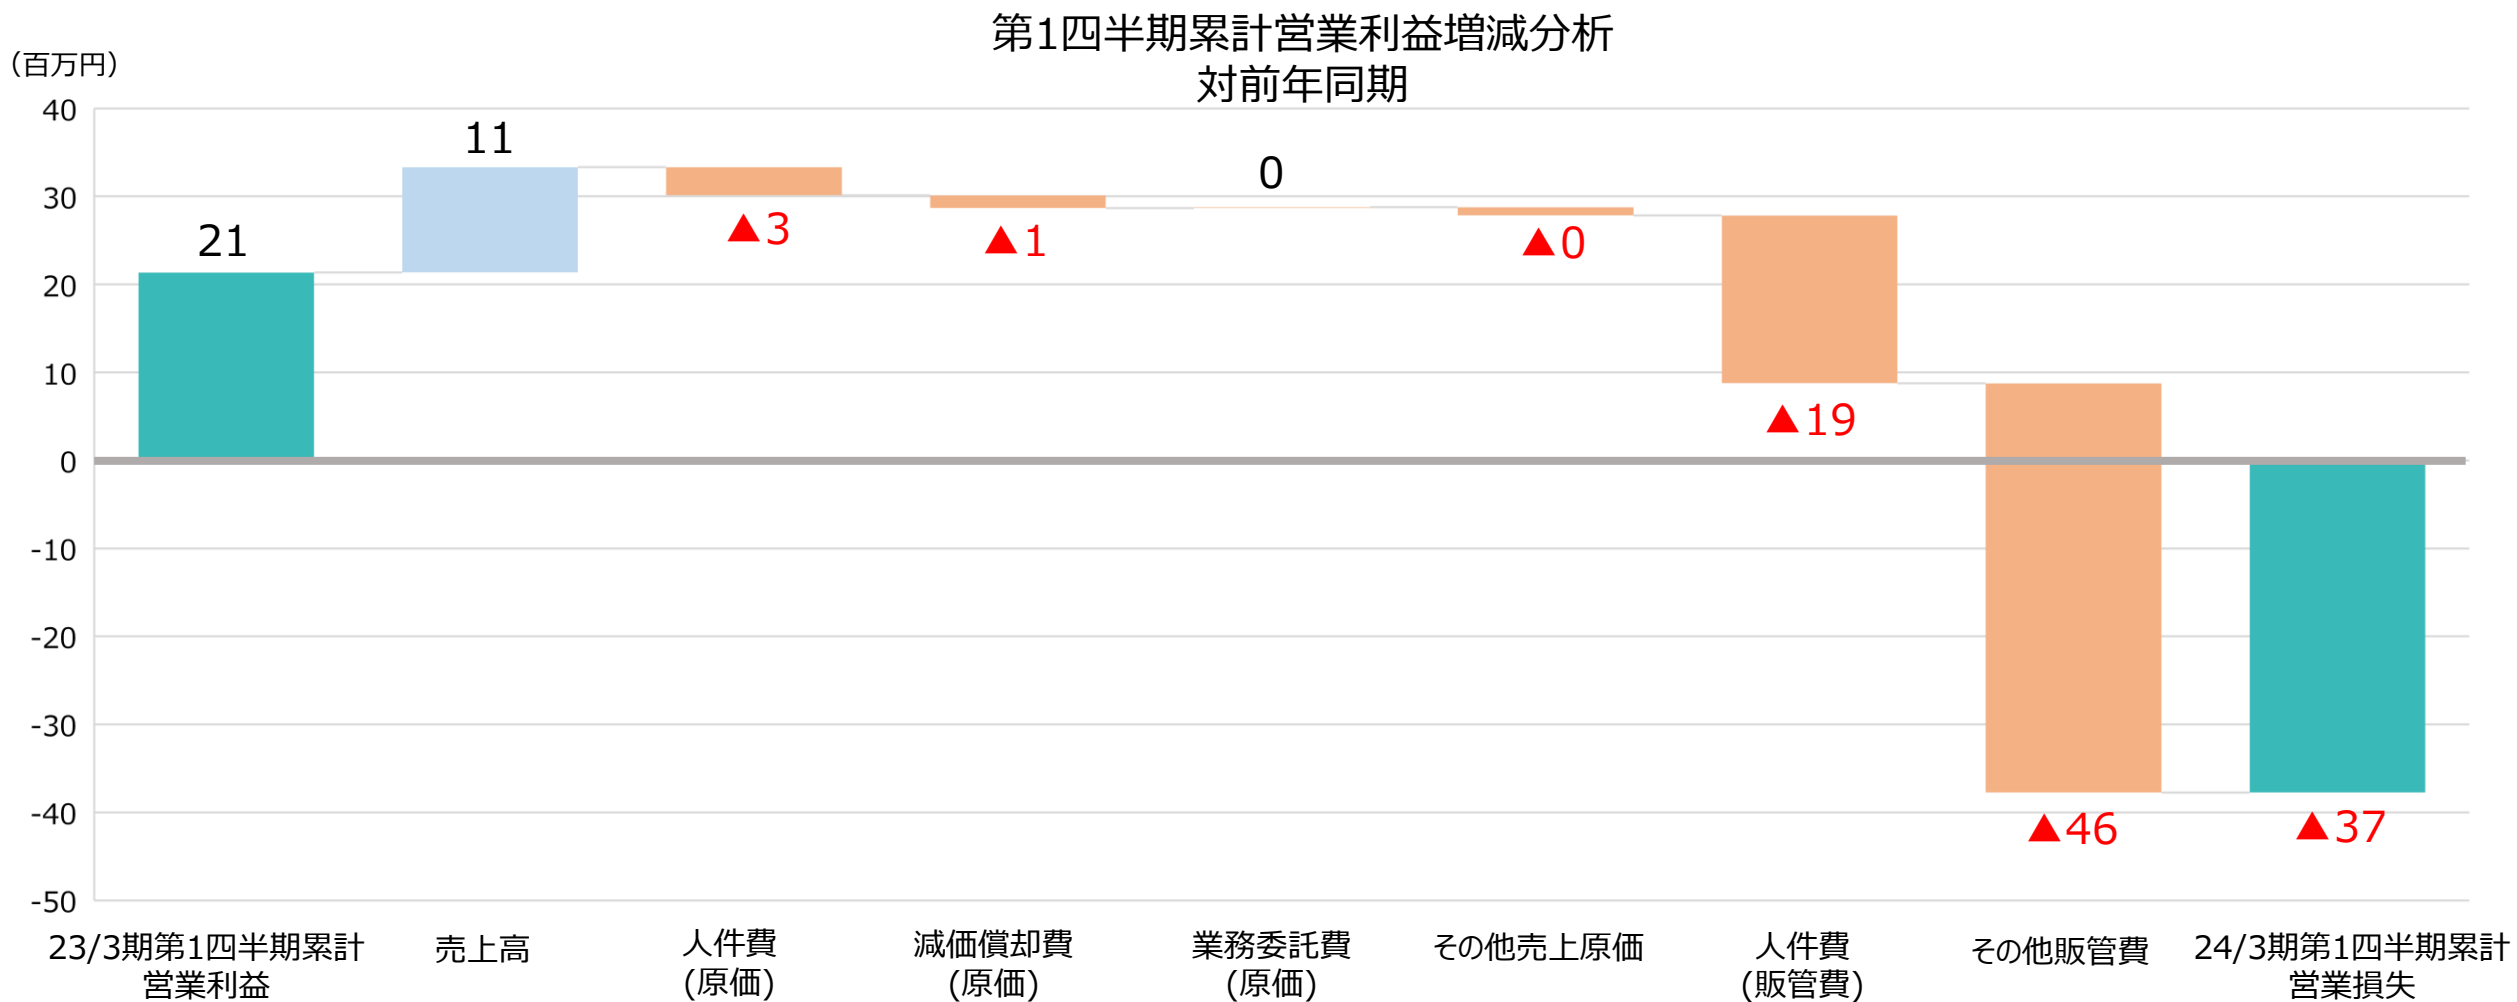 第1四半期累計営業利益増減分析
対前年同期
（百万円）
40
30
20
10
0
-10
-20
-30
-40
-50
21
11
▲3
▲1
0
▲0
▲19
▲46
▲37
23/3期第1四半期累計
営業利益
売上高
人件費
(原価)
減価償却費
(原価)
業務委託費
(原価)
その他売上原価
人件費
(販管費)
その他販管費
24/3期第1四半期累計
営業損失